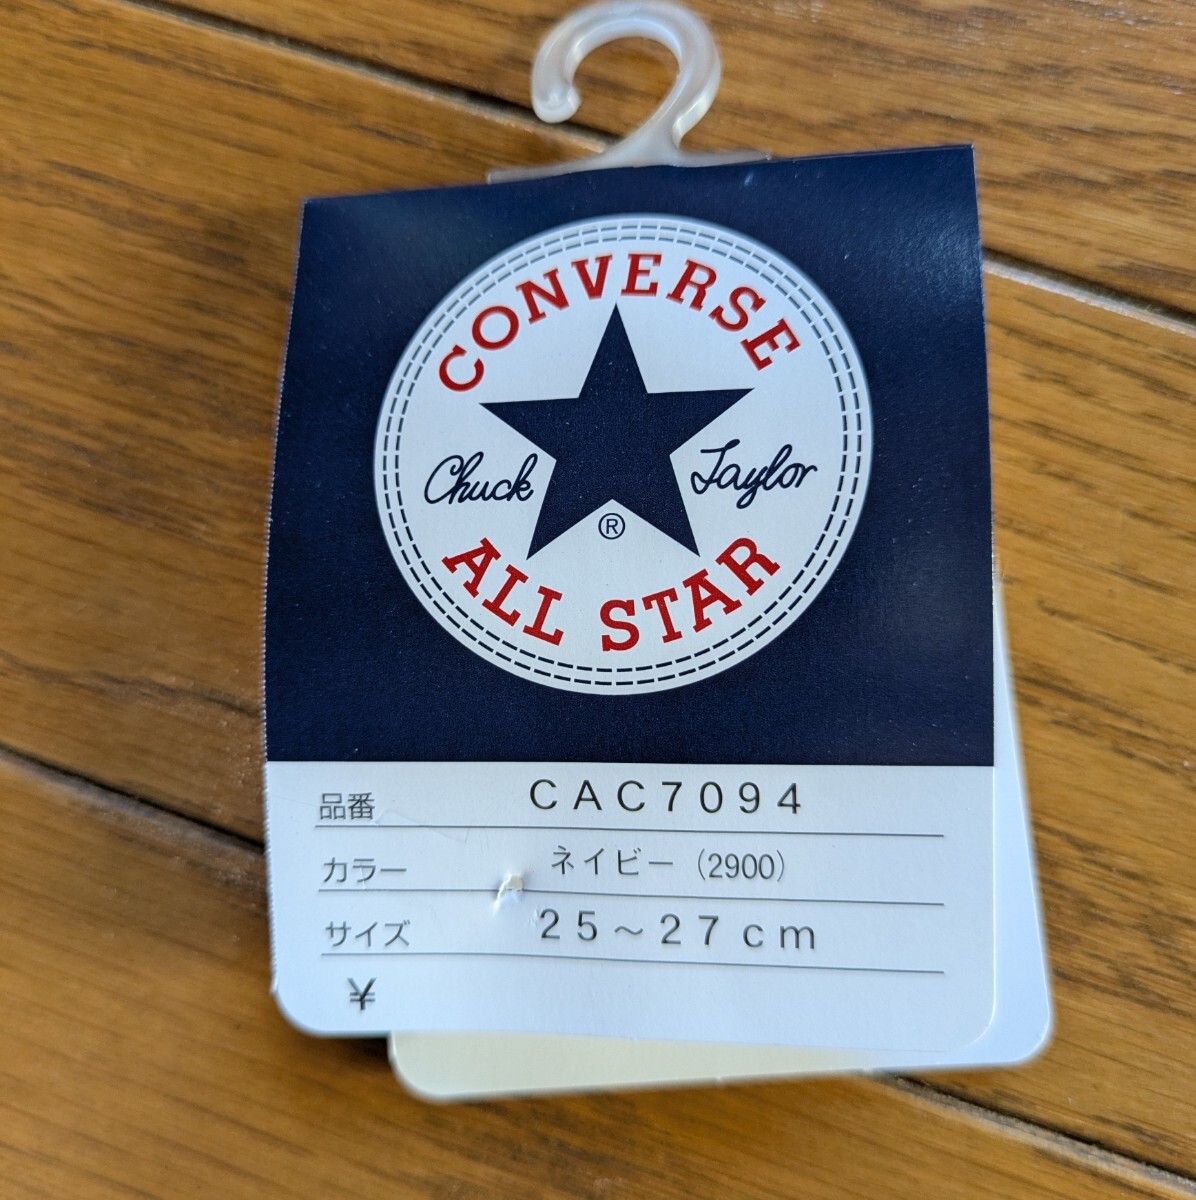 CONVERSE
Chuck Taylor
®
ALL STAR
品番 CAC7094
カラー ネイビー (2900)
サイズ 25～27cm
¥